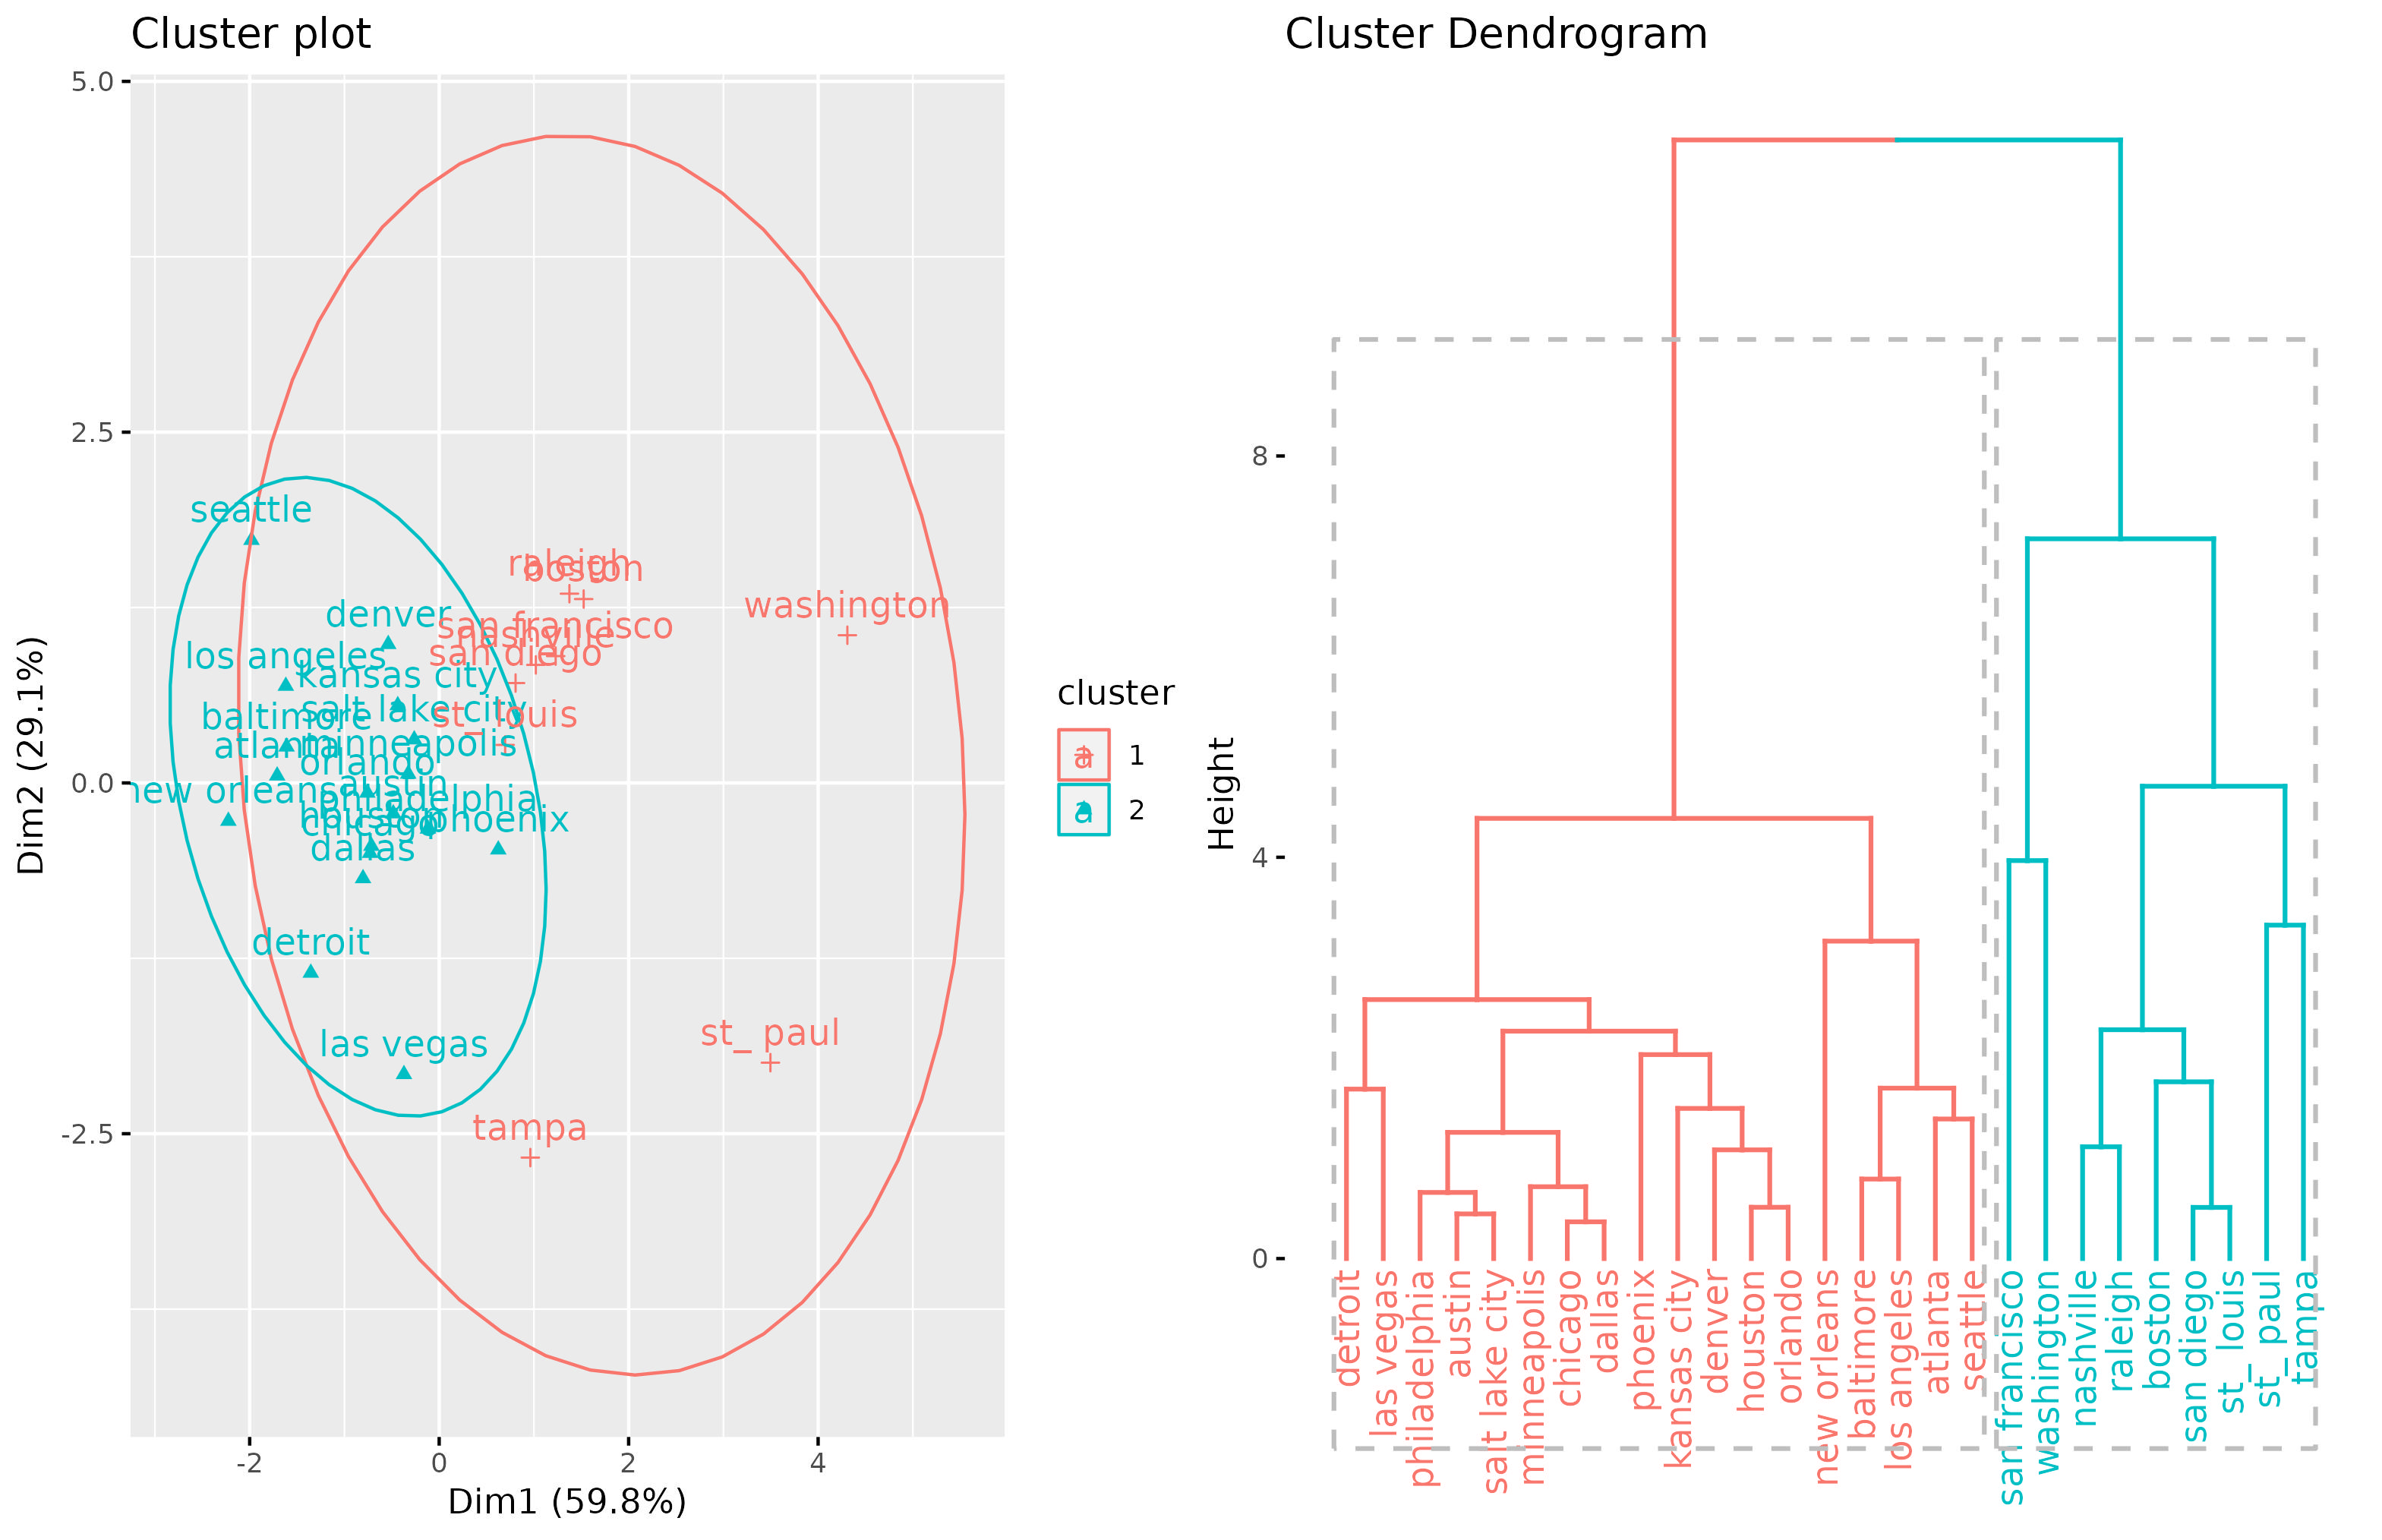 Cluster plot
5.0
2.5
0.0
-2.5
Dim2 (29.1%)
-2
0
2
4
Dim1 (59.8%)
seattle
raleigh
boston
denver
washington
san francisco
nashville
los angeles
san diego
kansas city
baltimore
salt lake city
st_ louis
atlanta
minneapolis
orlando
new orleans
austin
philadelphia
houston
chicago
phoenix
dallas
detroit
las vegas
st_ paul
tampa
cluster
a 1
a 2
Cluster Dendrogram
Height
8
4
0
detroit
las vegas
philadelphia
austin
salt lake city
minneapolis
chicago
dallas
phoenix
kansas city
denver
houston
orlando
new orleans
baltimore
los angeles
atlanta
seattle
san francisco
washington
nashville
raleigh
boston
san diego
st_ louis
st_ paul
tampa